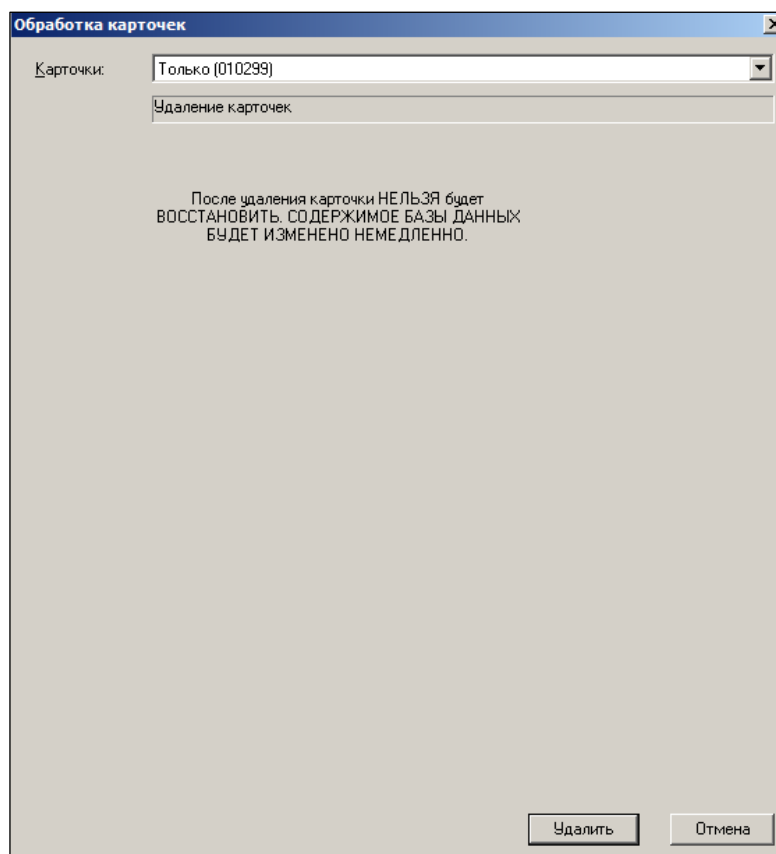 Обработка карточек
Карточки: Только (010299)
Удаление карточек
После удаления карточки НЕЛЬЗЯ будет
ВОССТАНОВИТЬ. СОДЕРЖИМОЕ БАЗЫ ДАННЫХ
БУДЕТ ИЗМЕНЕНО НЕМЕДЛЕННО.
Удалить Отмена